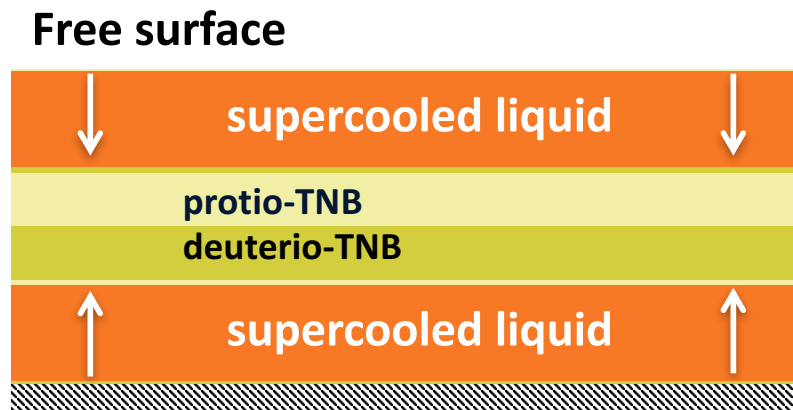 Free surface
supercooled liquid
protio-TNB
deuterio-TNB
supercooled liquid